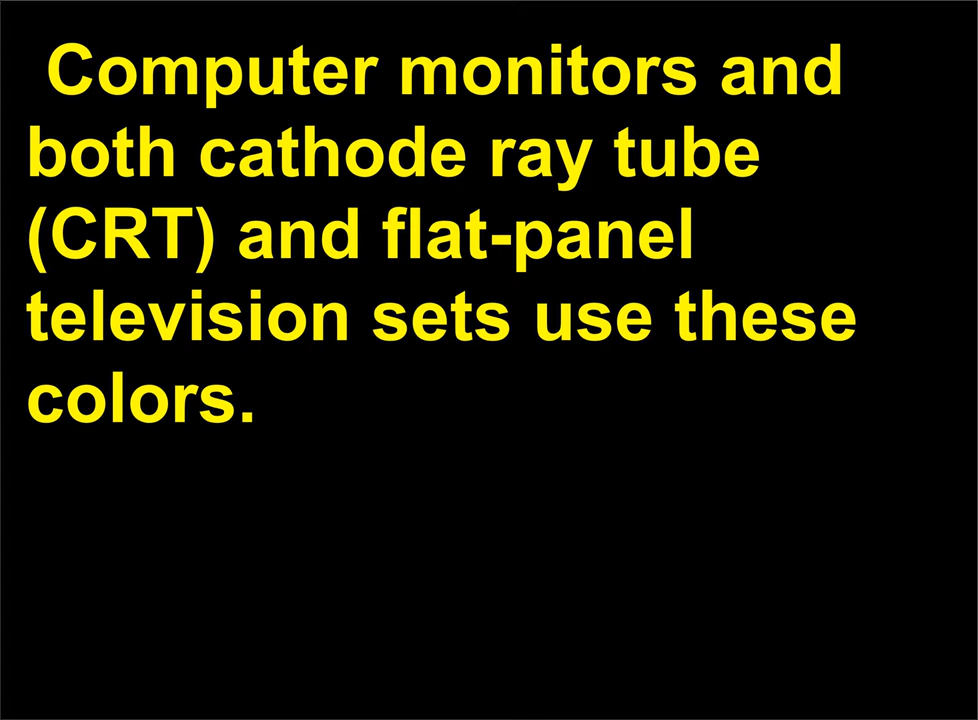 Computer monitors and
both cathode ray tube
(CRT) and flat-panel
television sets use these
colors.